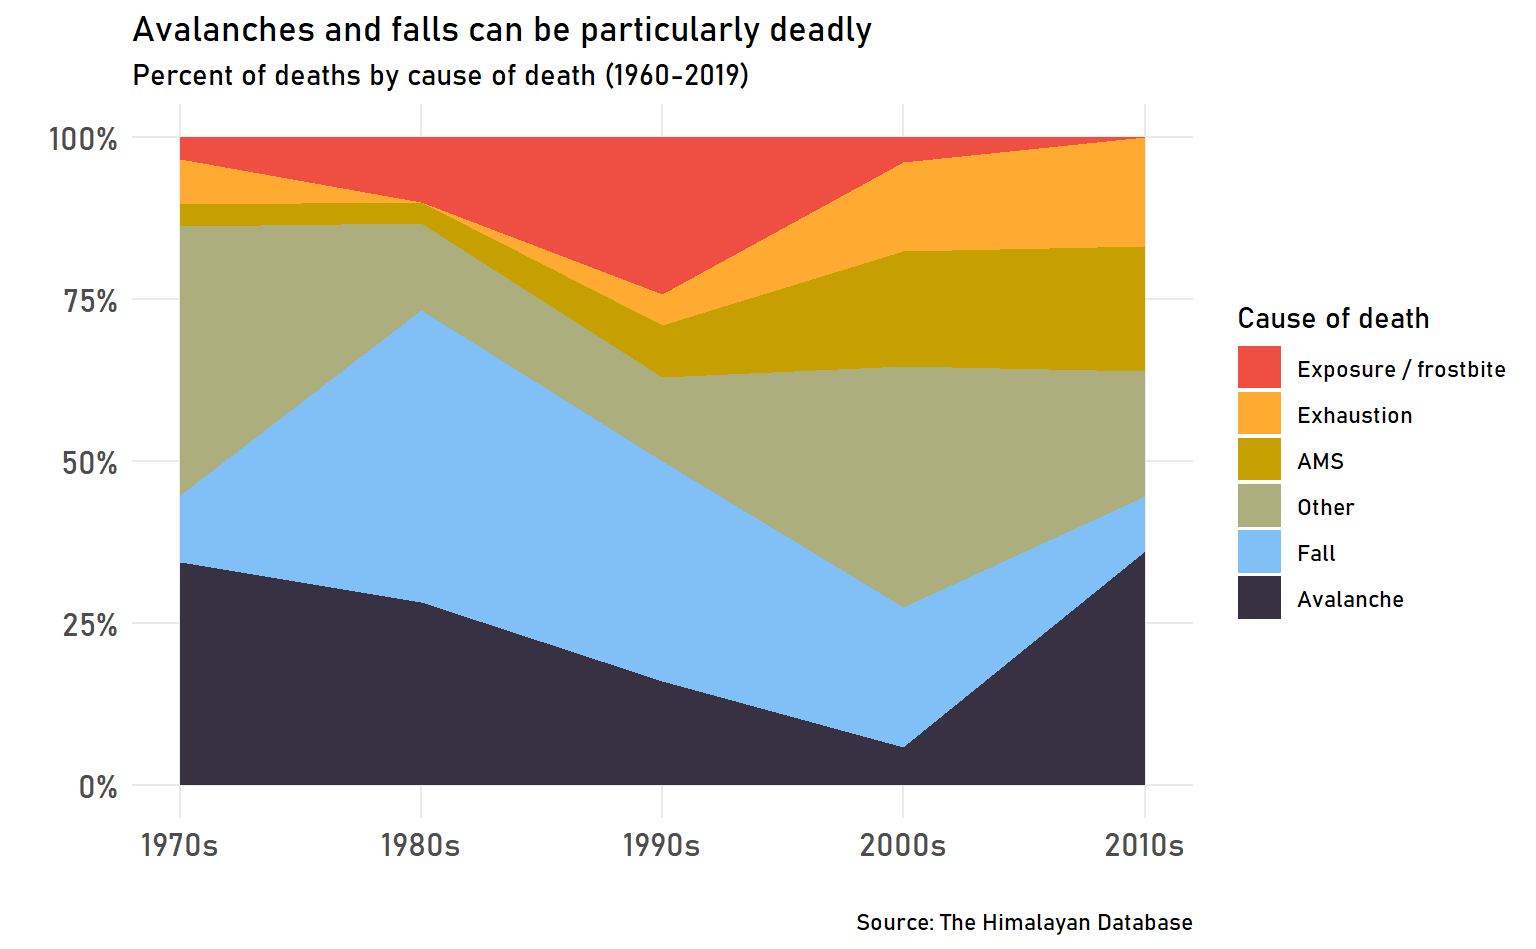 Avalanches and falls can be particularly deadly
Percent of deaths by cause of death (1960-2019)
100%
75%
50%
25%
0%
1970s 1980s 1990s 2000s 2010s
Cause of death
Exposure / frostbite
Exhaustion
AMS
Other
Fall
Avalanche
Source: The Himalayan Database